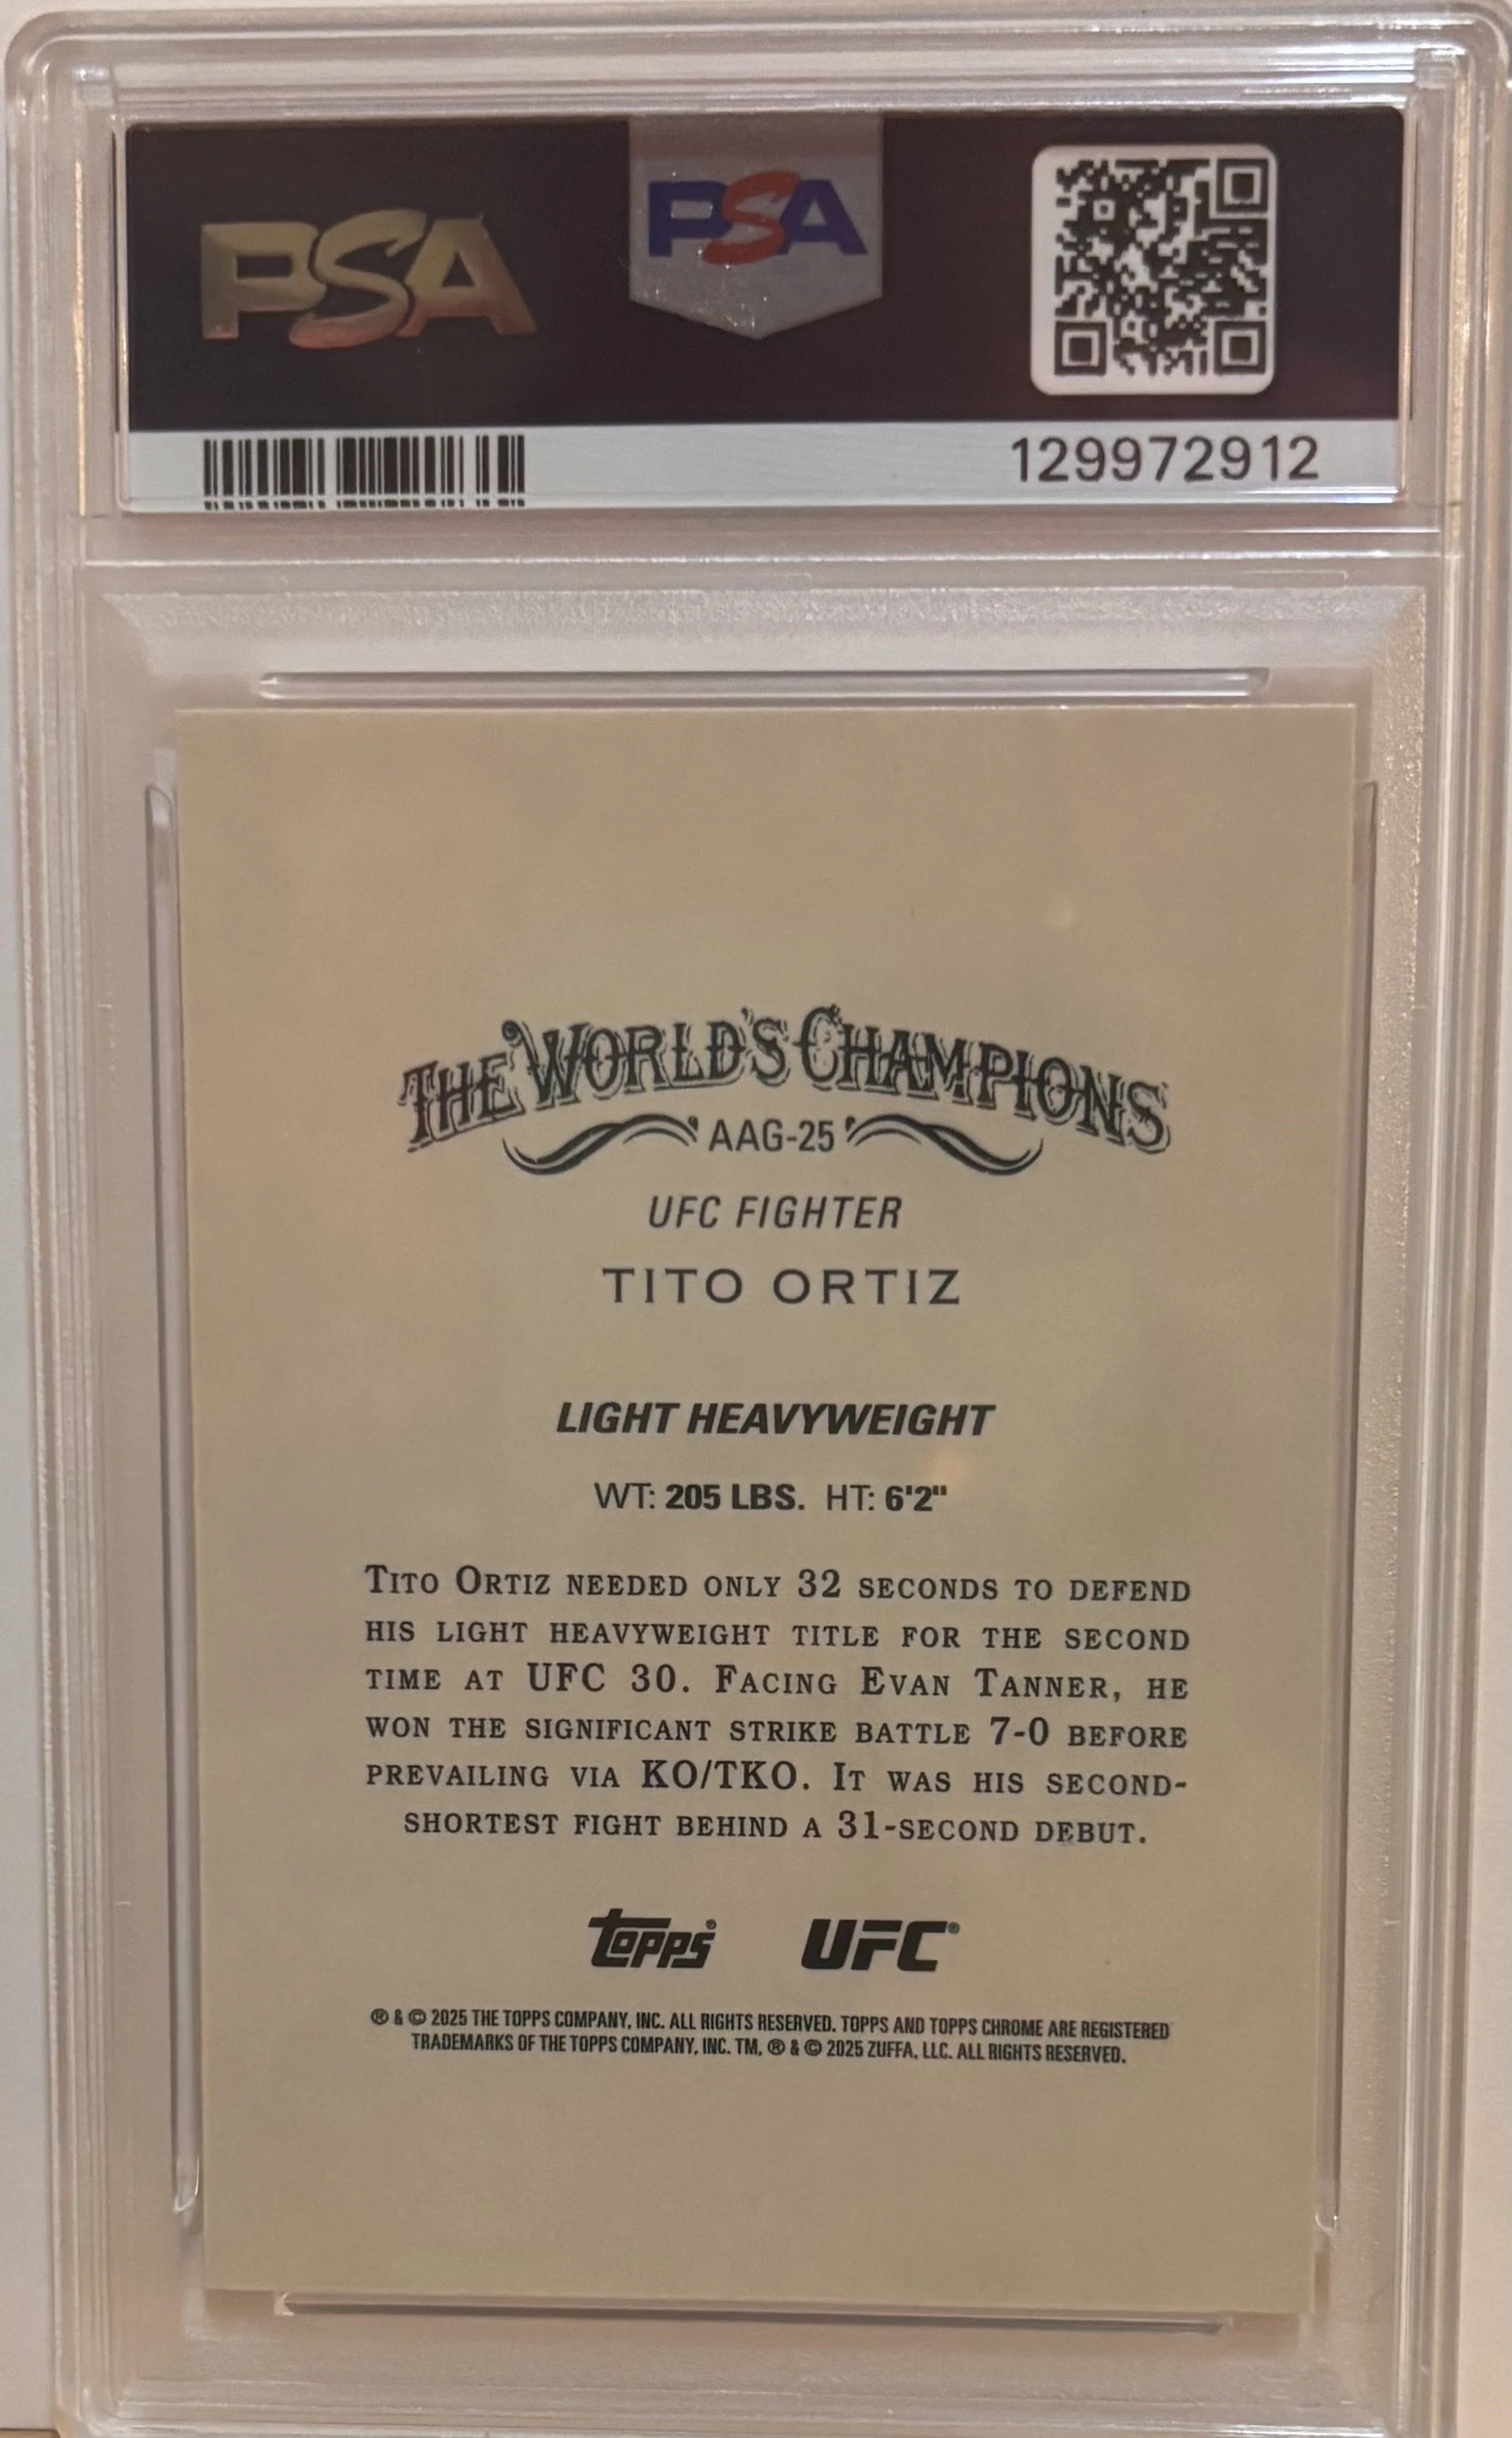 PSA
PSA
129972912
THE WORLD'S CHAMPIONS
AAG-25
UFC FIGHTER
TITO ORTIZ
LIGHT HEAVYWEIGHT
WT: 205 LBS. HT: 6'2"
TITO ORTIZ NEEDED ONLY 32 SECONDS TO DEFEND
HIS LIGHT HEAVYWEIGHT TITLE FOR THE SECOND
TIME AT UFC 30. FACING EVAN TANNER, HE
WON THE SIGNIFICANT STRIKE BATTLE 7-0 BEFORE
PREVAILING VIA KO/TKO. IT WAS HIS SECOND-
SHORTEST FIGHT BEHIND A 31-SECOND DEBUT.
topps® UFC®
® & © 2025 THE TOPPS COMPANY, INC. ALL RIGHTS RESERVED. TOPPS AND TOPPS CHROME ARE REGISTERED
TRADEMARKS OF THE TOPPS COMPANY, INC. TM, ® & © 2025 ZUFFA, LLC. ALL RIGHTS RESERVED.